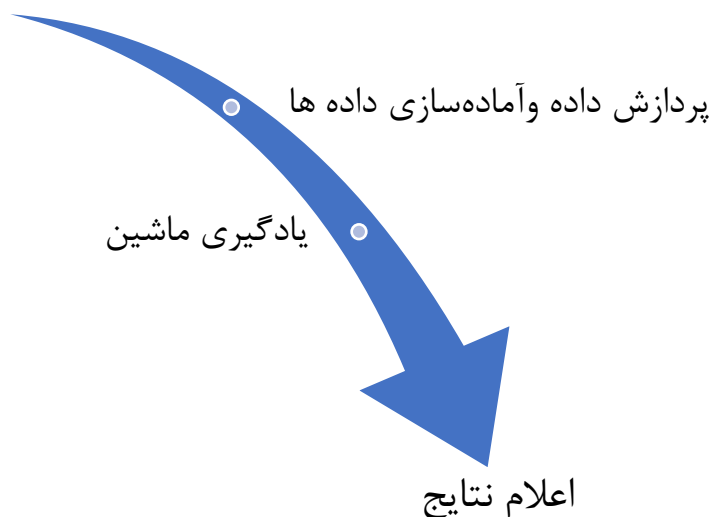 پردازش داده وآماده‌سازی داده ها
یادگیری ماشین
اعلام نتایج